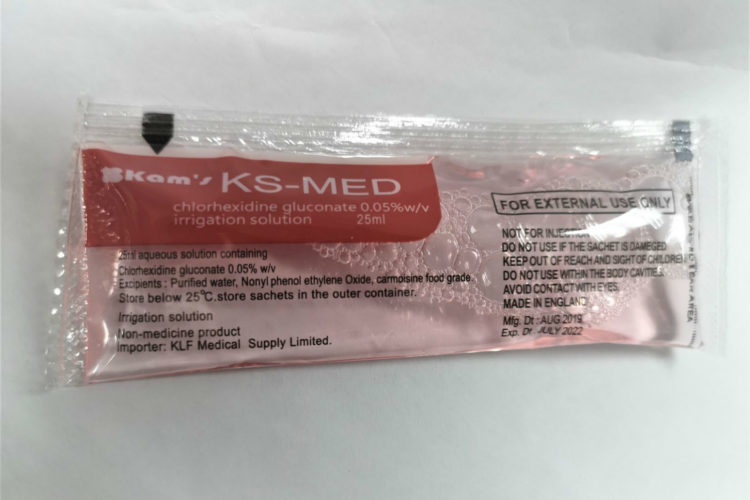 Kam's KS-MED
chlorhexidine gluconate 0.05%w/v
irrigation solution 25ml
25ml aqueous solution containing
Chlorhexidine gluconate 0.05% w/v
Excipients : Purified water, Nonyl phenol ethylene Oxide, carmoisine food grade
Store below 25°C.store sachets in the outer container.
Irrigation solution
Non-medicine product
Importer: KLF Medical Supply Limited.
FOR EXTERNAL USE ONLY
NOT FOR INJECTION
DO NOT USE IF THE SACHET IS DAMEGED
KEEP OUT OF REACH AND SIGHT OF CHILDREN
DO NOT USE WITHIN THE BODY CAVITIES
AVOID CONTACT WITH EYES.
MADE IN ENGLAND
Mfg. Dt : AUG 2019
Exp. Dt : JULY 2022
TEAR AREA